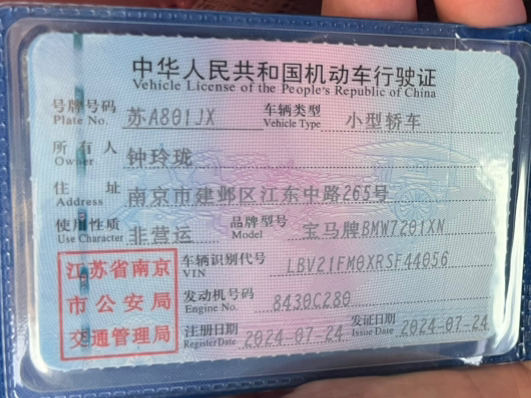 中华人民共和国机动车行驶证
Vehicle License of the People's Republic of China
号牌号码 苏A801JX 车辆类型 小型轿车
Plate No. Vehicle Type
所有人 钟玲珑
Owner
住址 南京市建邺区江东中路265号
Address
使用性质 非营运 品牌型号 宝马牌BMW7201XN
Use Character Model
江苏省南京
市公安局
交通管理局
车辆识别代号 LBV21FM0XRSF44056
VIN
发动机号码 8430C280
Engine No.
注册日期 2024-07-24 发证日期 2024-07-24
Register Date Issue Date